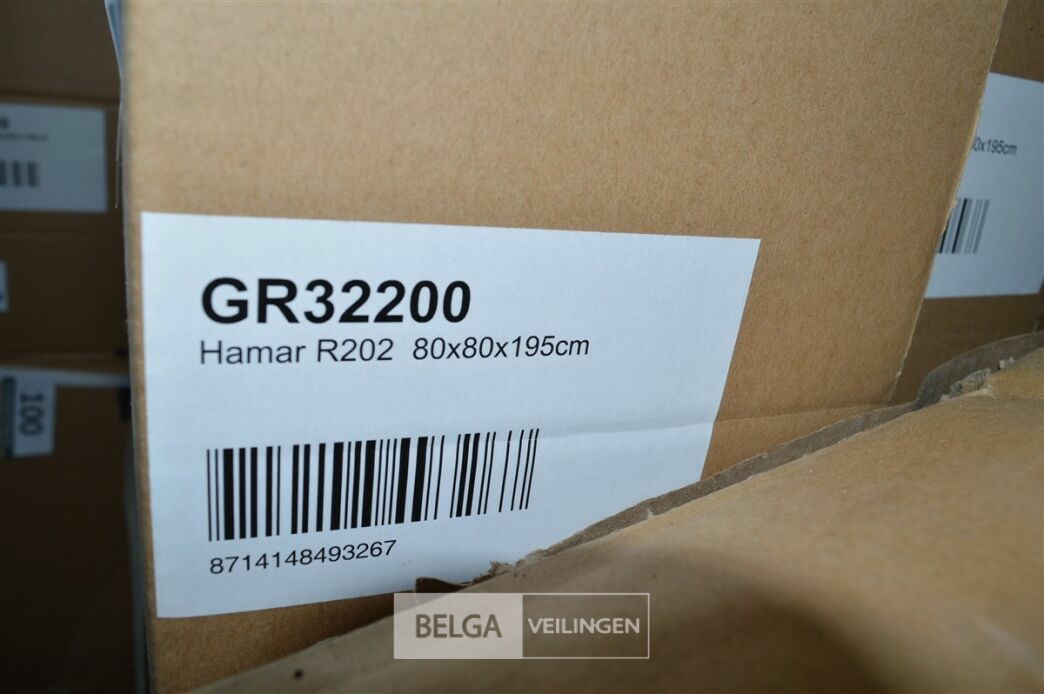 GR32200
Hamar R202 80x80x195cm
8714148493267
0x195cm
100
BELGA VEILINGEN